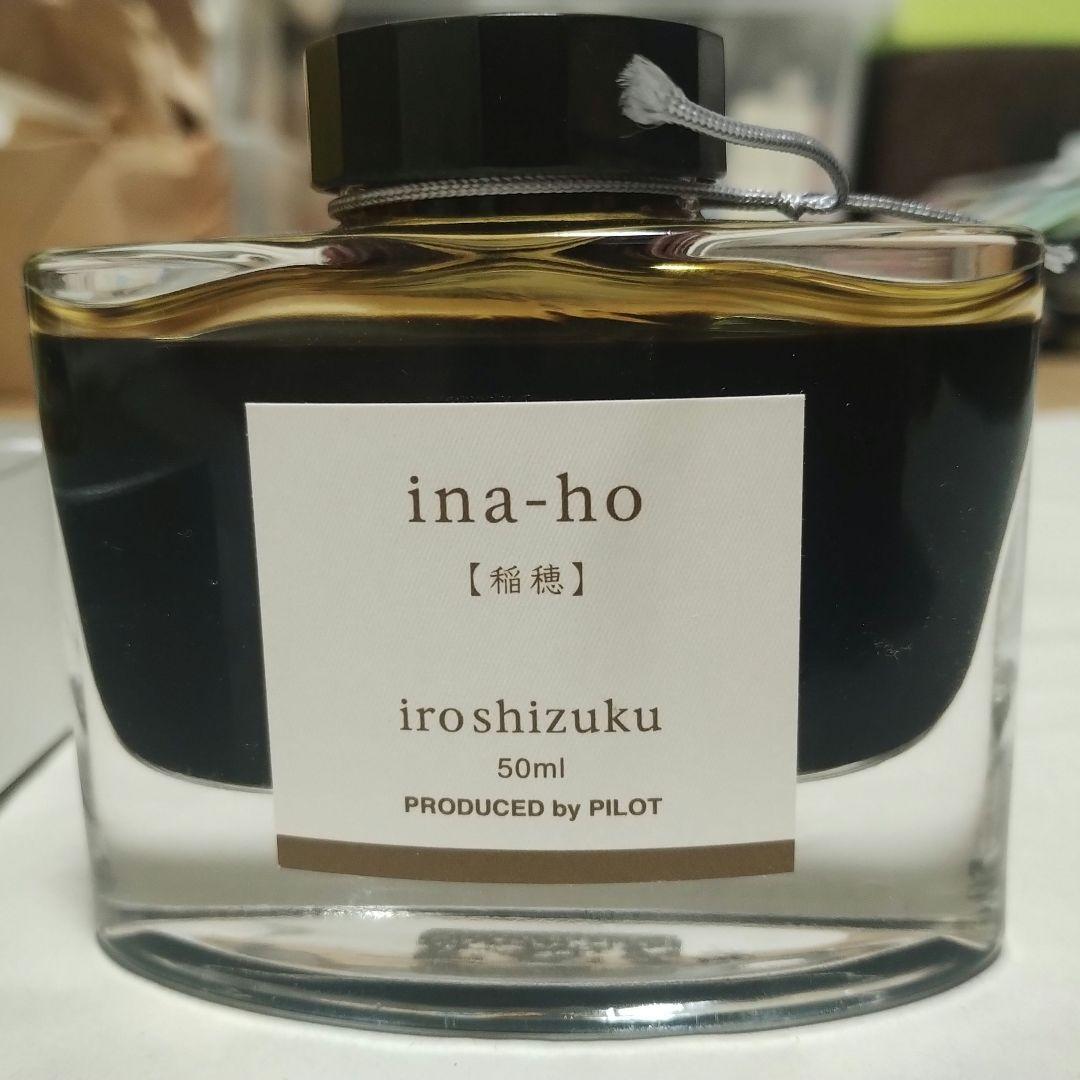 ina-ho
【稲穂】
iroshizuku
50ml
PRODUCED by PILOT